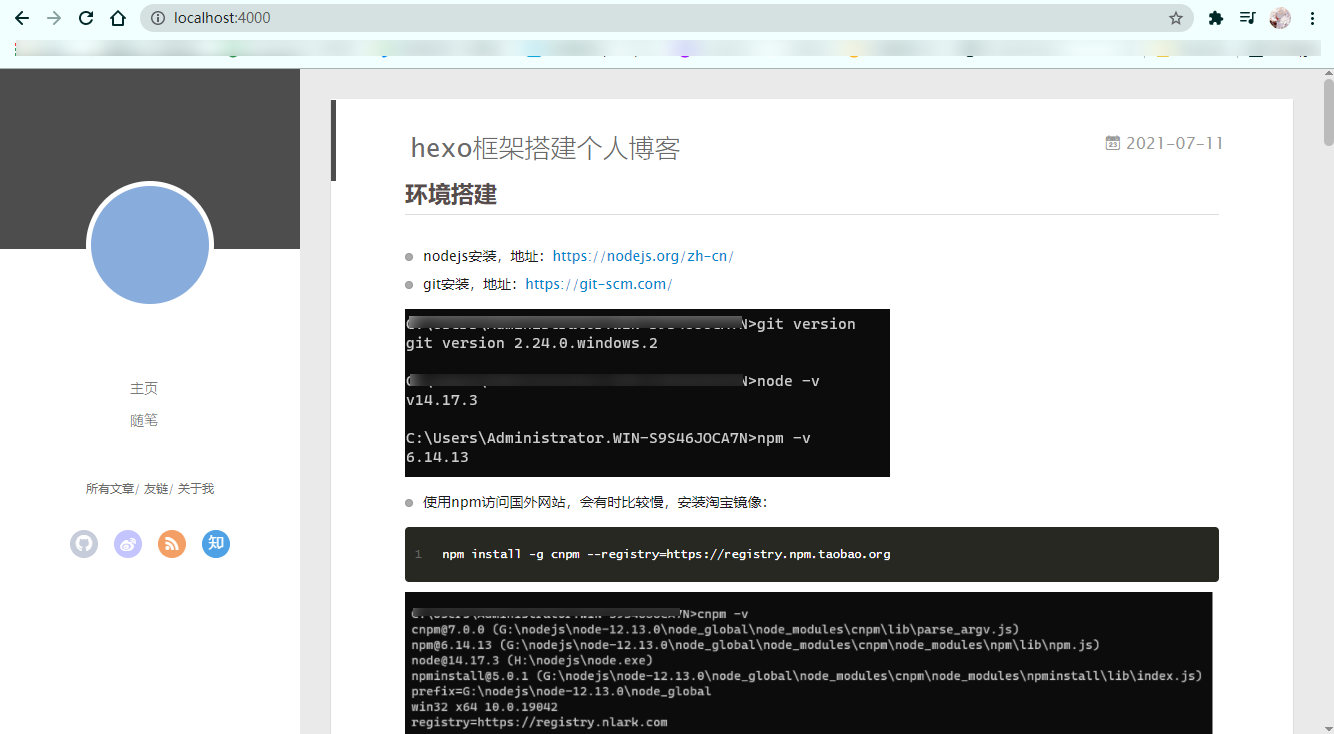 localhost:4000
主页
随笔
所有文章/ 友链/ 关于我
知
hexo框架搭建个人博客
23 2021-07-11
环境搭建
nodejs安装，地址：https://nodejs.org/zh-cn/
git安装，地址：https://git-scm.com/
N>git version
git version 2.24.0.windows.2
N>node -v
v14.17.3
C:\Users\Administrator.WIN-S9S46JOCA7N>npm -v
6.14.13
使用npm访问国外网站，会有时比较慢，安装淘宝镜像：
1 npm install -g cnpm --registry=https://registry.npm.taobao.org
N>cnpm -v
cnpm@7.0.0 (G:\nodejs\node-12.13.0\node_global\node_modules\cnpm\lib\parse_argv.js)
npm@6.14.13 (G:\nodejs\node-12.13.0\node_global\node_modules\cnpm\node_modules\npm\lib\npm.js)
node@14.17.3 (H:\nodejs\node.exe)
npminstall@5.0.1 (G:\nodejs\node-12.13.0\node_global\node_modules\cnpm\node_modules\npminstall\lib\index.js)
prefix=G:\nodejs\node-12.13.0\node_global
win32 x64 10.0.19042
registry=https://registry.nlark.com